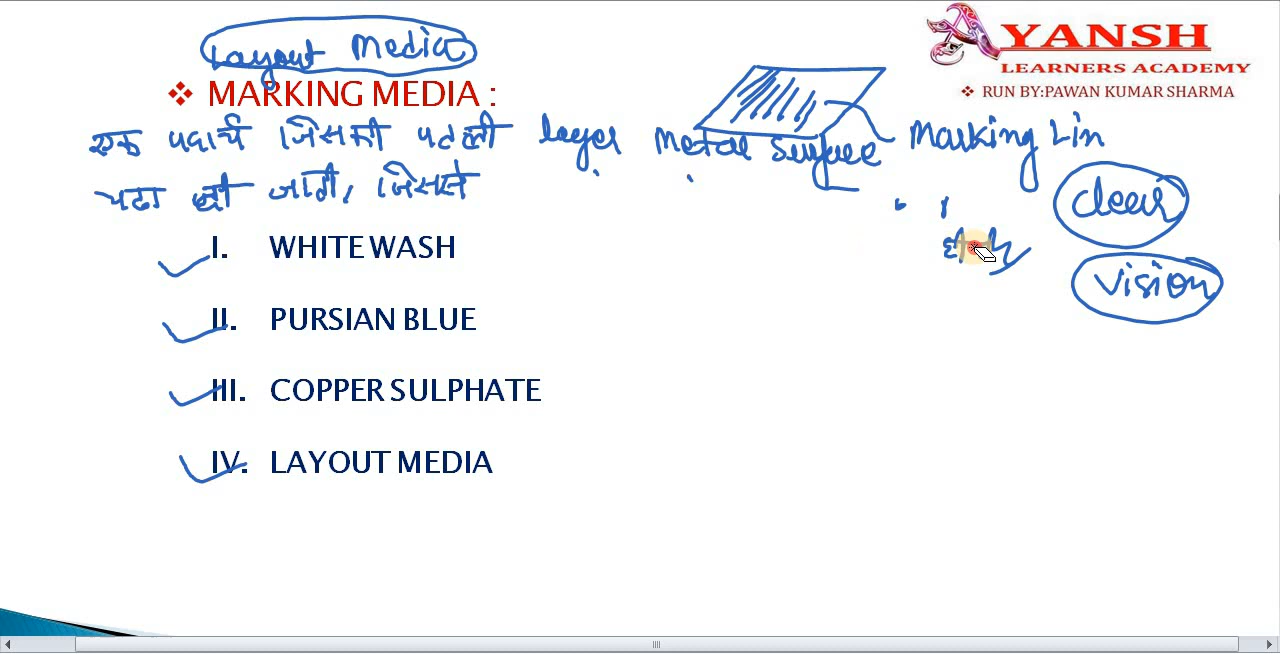 Layout Media
AYANSH
LEARNERS ACADEMY
❖ RUN BY:PAWAN KUMAR SHARMA
❖ MARKING MEDIA :
एक पदार्थ जिसकी पतली layer Metal Surface Marking Lin
चढा दी जाती, जिससे
clear
vision
I. WHITE WASH
II. PURSIAN BLUE
III. COPPER SULPHATE
IV. LAYOUT MEDIA